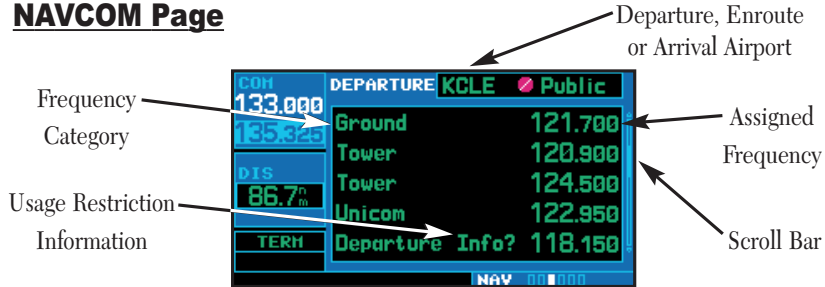 NAVCOM Page
Departure, Enroute
or Arrival Airport
Frequency
Category
Usage Restriction
Information
COM
133.000
135.325
DIS
86.7nm
TERM
DEPARTURE KCLE Public
Ground 121.700
Tower 120.900
Tower 124.500
Unicom 122.950
Departure Info? 118.150
NAV
Assigned
Frequency
Scroll Bar